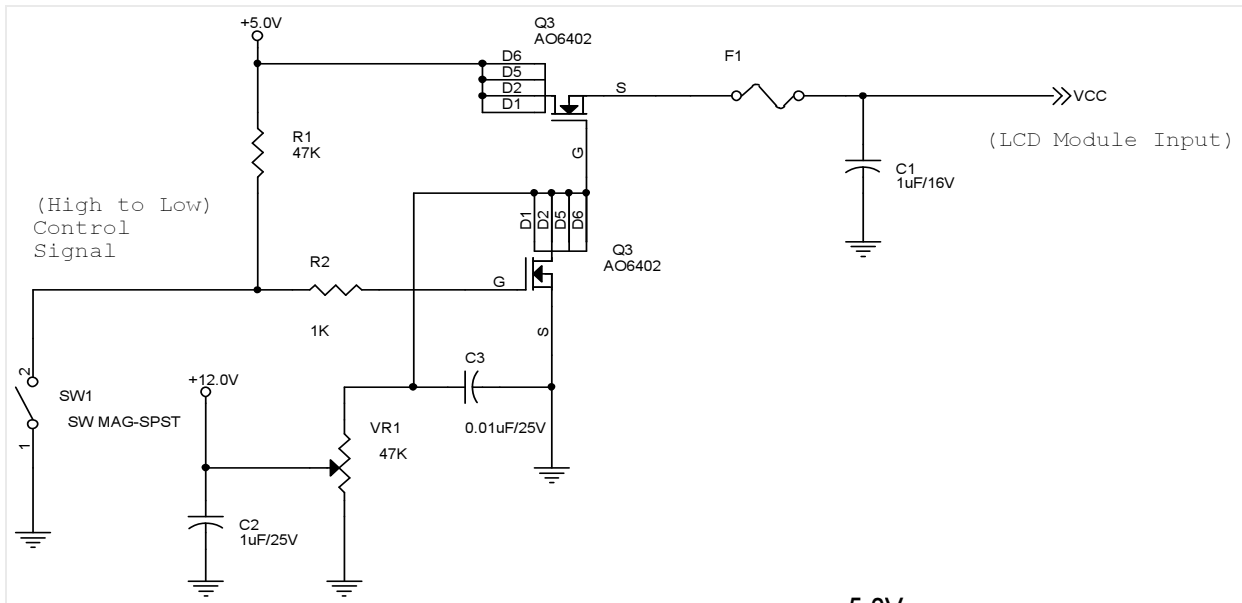 +5.0V
Q3
AO6402
D6
D5
D2
D1
S
G
F1
VCC
(LCD Module Input)
R1
47K
C1
1uF/16V
(High to Low)
Control
Signal
D1
D2
D5
D6
Q3
AO6402
R2
G
1K
S
2
SW1
SW MAG-SPST
1
+12.0V
C3
0.01uF/25V
VR1
47K
C2
1uF/25V